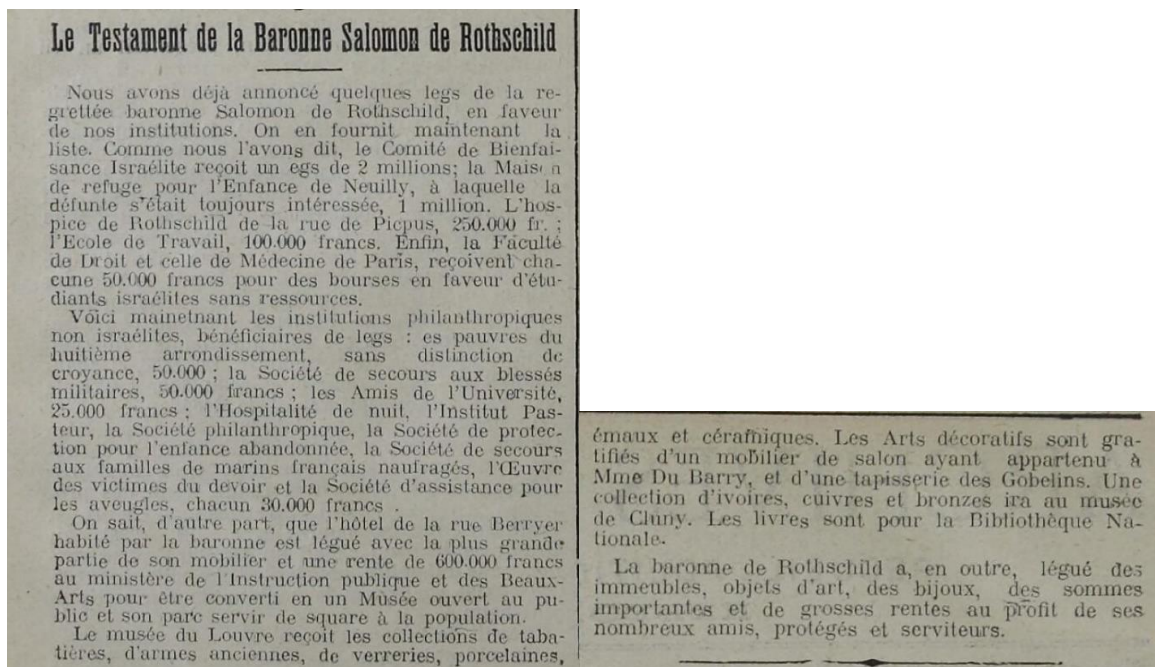 Le Testament de la Baronne Salomon de Rothschild
Nous avons déjà annoncé quelques legs de la re-
grettée baronne Salomon de Rothschild, en faveur
de nos institutions. On en fournit maintenant la
liste. Comme nous l'avons dit, le Comité de Bienfai-
sance Israélite reçoit un egs de 2 millions; la Maison
de refuge pour l'Enfance de Neuilly, à laquelle la
défunte s'était toujours intéressée, 1 million. L'hos-
pice de Rothschild de la rue de Picpus, 250.000 fr. ;
l'Ecole de Travail, 100.000 francs. Enfin, la Faculté
de Droit et celle de Médecine de Paris, reçoivent cha-
cune 50.000 francs pour des bourses en faveur d'étu-
diants israélites sans ressources.
Voici mainetnant les institutions philanthropiques
non israélites, bénéficiaires de legs : es pauvres du
huitième arrondissement, sans distinction de
croyance, 50.000 ; la Société de secours aux blessés
militaires, 50.000 francs ; les Amis de l'Université,
25.000 francs ; l'Hospitalité de nuit, l'Institut Pas-
teur, la Société philanthropique, la Société de protec-
tion pour l'enfance abandonnée, la Société de secours
aux familles de marins français naufragés, l'Œuvre
des victimes du devoir et la Société d'assistance pour
les aveugles, chacun 30.000 francs .
On sait, d'autre part, que l'hôtel de la rue Berryer
habité par la baronne est légué avec la plus grande
partie de son mobilier et une rente de 600.000 francs
au ministère de l'Instruction publique et des Beaux-
Arts pour être converti en un Musée ouvert au pu-
blic et son parc servir de square à la population.
Le musée du Louvre reçoit les collections de taba-
tières, d'armes anciennes, de verreries, porcelaines,
émaux et céramiques. Les Arts décoratifs sont gra-
tifiés d'un mobilier de salon ayant appartenu à
Mme Du Barry, et d'une tapisserie des Gobelins. Une
collection d'ivoires, cuivres et bronzes ira au musée
de Cluny. Les livres sont pour la Bibliothèque Na-
tionale.
La baronne de Rothschild a, en outre, légué des
immeubles, objets d'art, des bijoux, des sommes
importantes et de grosses rentes au profit de ses
nombreux amis, protégés et serviteurs.